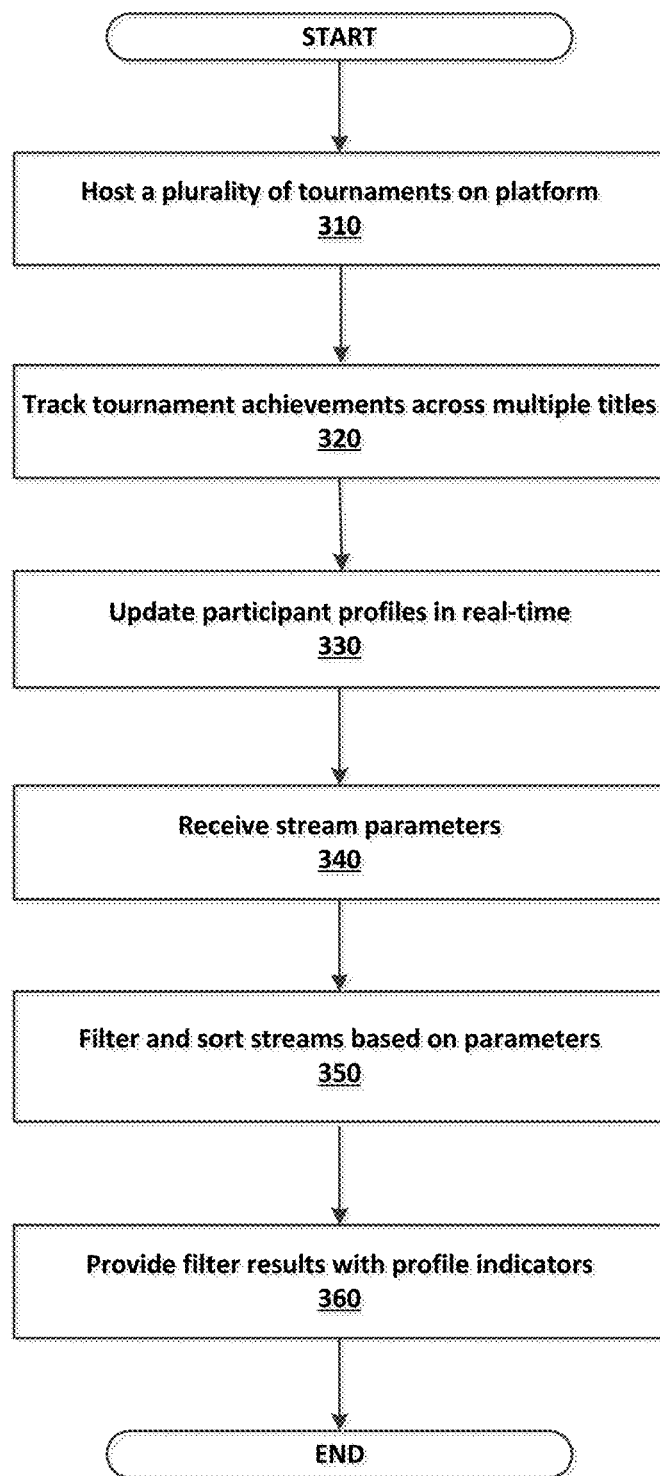 START
Host a plurality of tournaments on platform
310
Track tournament achievements across multiple titles
320
Update participant profiles in real-time
330
Receive stream parameters
340
Filter and sort streams based on parameters
350
Provide filter results with profile indicators
360
END